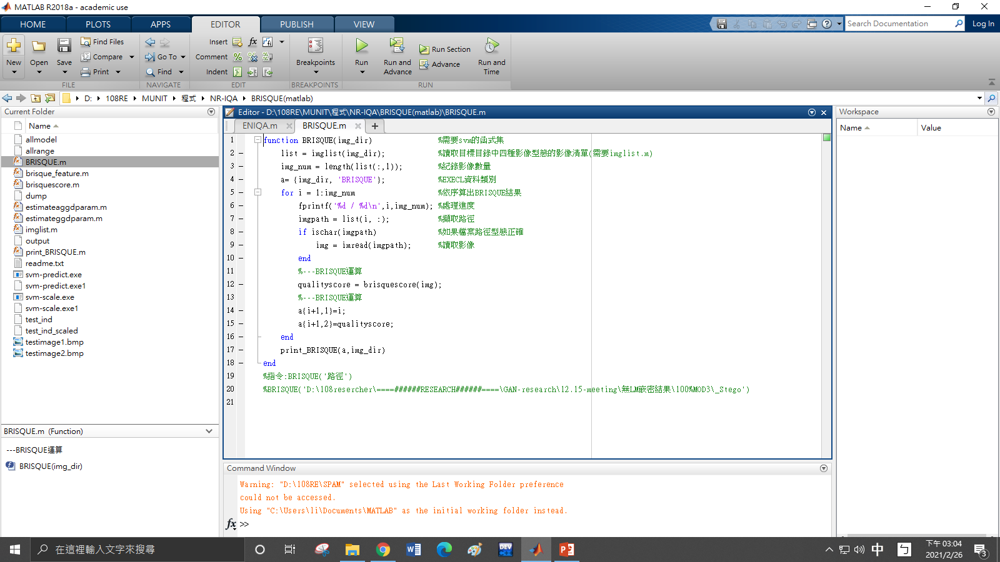 MATLAB R2018a - academic use
HOME PLOTS APPS EDITOR PUBLISH VIEW
Search Documentation
Log In
New
Open
Save
Find Files
Compare
Print
FILE
Go To
Find
NAVIGATE
Insert
Comment
Indent
EDIT
Breakpoints
BREAKPOINTS
Run
Run and Advance
Run Section
Advance
Run and Time
RUN
D: 108RE MUNIT 程式 NR-IQA BRISQUE(matlab)
Current Folder
Name
allmodel
allrange
BRISQUE.m
brisque_feature.m
brisquescore.m
dump
estimateaggdparam.m
estimateggdparam.m
imglist.m
output
print_BRISQUE.m
readme.txt
svm-predict.exe
svm-predict.exe1
svm-scale.exe
svm-scale.exe1
test_ind
test_ind_scaled
testimage1.bmp
testimage2.bmp
BRISQUE.m (Function)
---BRISQUE運算
BRISQUE(img_dir)
Editor - D:\108RE\MUNIT\程式\NR-IQA\BRISQUE(matlab)\BRISQUE.m
ENIQA.m BRISQUE.m
1 function BRISQUE(img_dir) %需要svm的函式集
2 – list = imglist(img_dir); %讀取目標目錄中四種影像型態的影像清單(需要imglist.m)
3 – img_num = length(list(:,1)); %紀錄影像數量
4 – a= {img_dir, 'BRISQUE'}; %EXECL資料類別
5 – for i = 1:img_num %依序算出BRISQUE結果
6 – fprintf('%d / %d\n',i,img_num); %處理進度
7 – imgpath = list(i, :); %擷取路徑
8 – if ischar(imgpath) %如果檔案路徑型態正確
9 – img = imread(imgpath); %讀取影像
10 – end
11 %---BRISQUE運算
12 – qualityscore = brisquescore(img);
13 %---BRISQUE運算
14 – a{i+1,1}=i;
15 – a{i+1,2}=qualityscore;
16 – end
17 – print_BRISQUE(a,img_dir)
18 – end
19 %指令:BRISQUE('路徑')
20 %BRISQUE('D:\108resercher\====######RESEARCH######====\GAN-research\12.15-meeting\無LM嵌密結果\100%MOD3\_Stego')
21
Command Window
Warning: "D:\108RE\SPAM" selected using the Last Working Folder preference
could not be accessed.
Using "C:\Users\li\Documents\MATLAB" as the initial working folder instead.
fx >>
Workspace
Name Value
在這裡輸入文字來搜尋
DEV
中
ㄅ
下午 03:04
2021/2/26
3